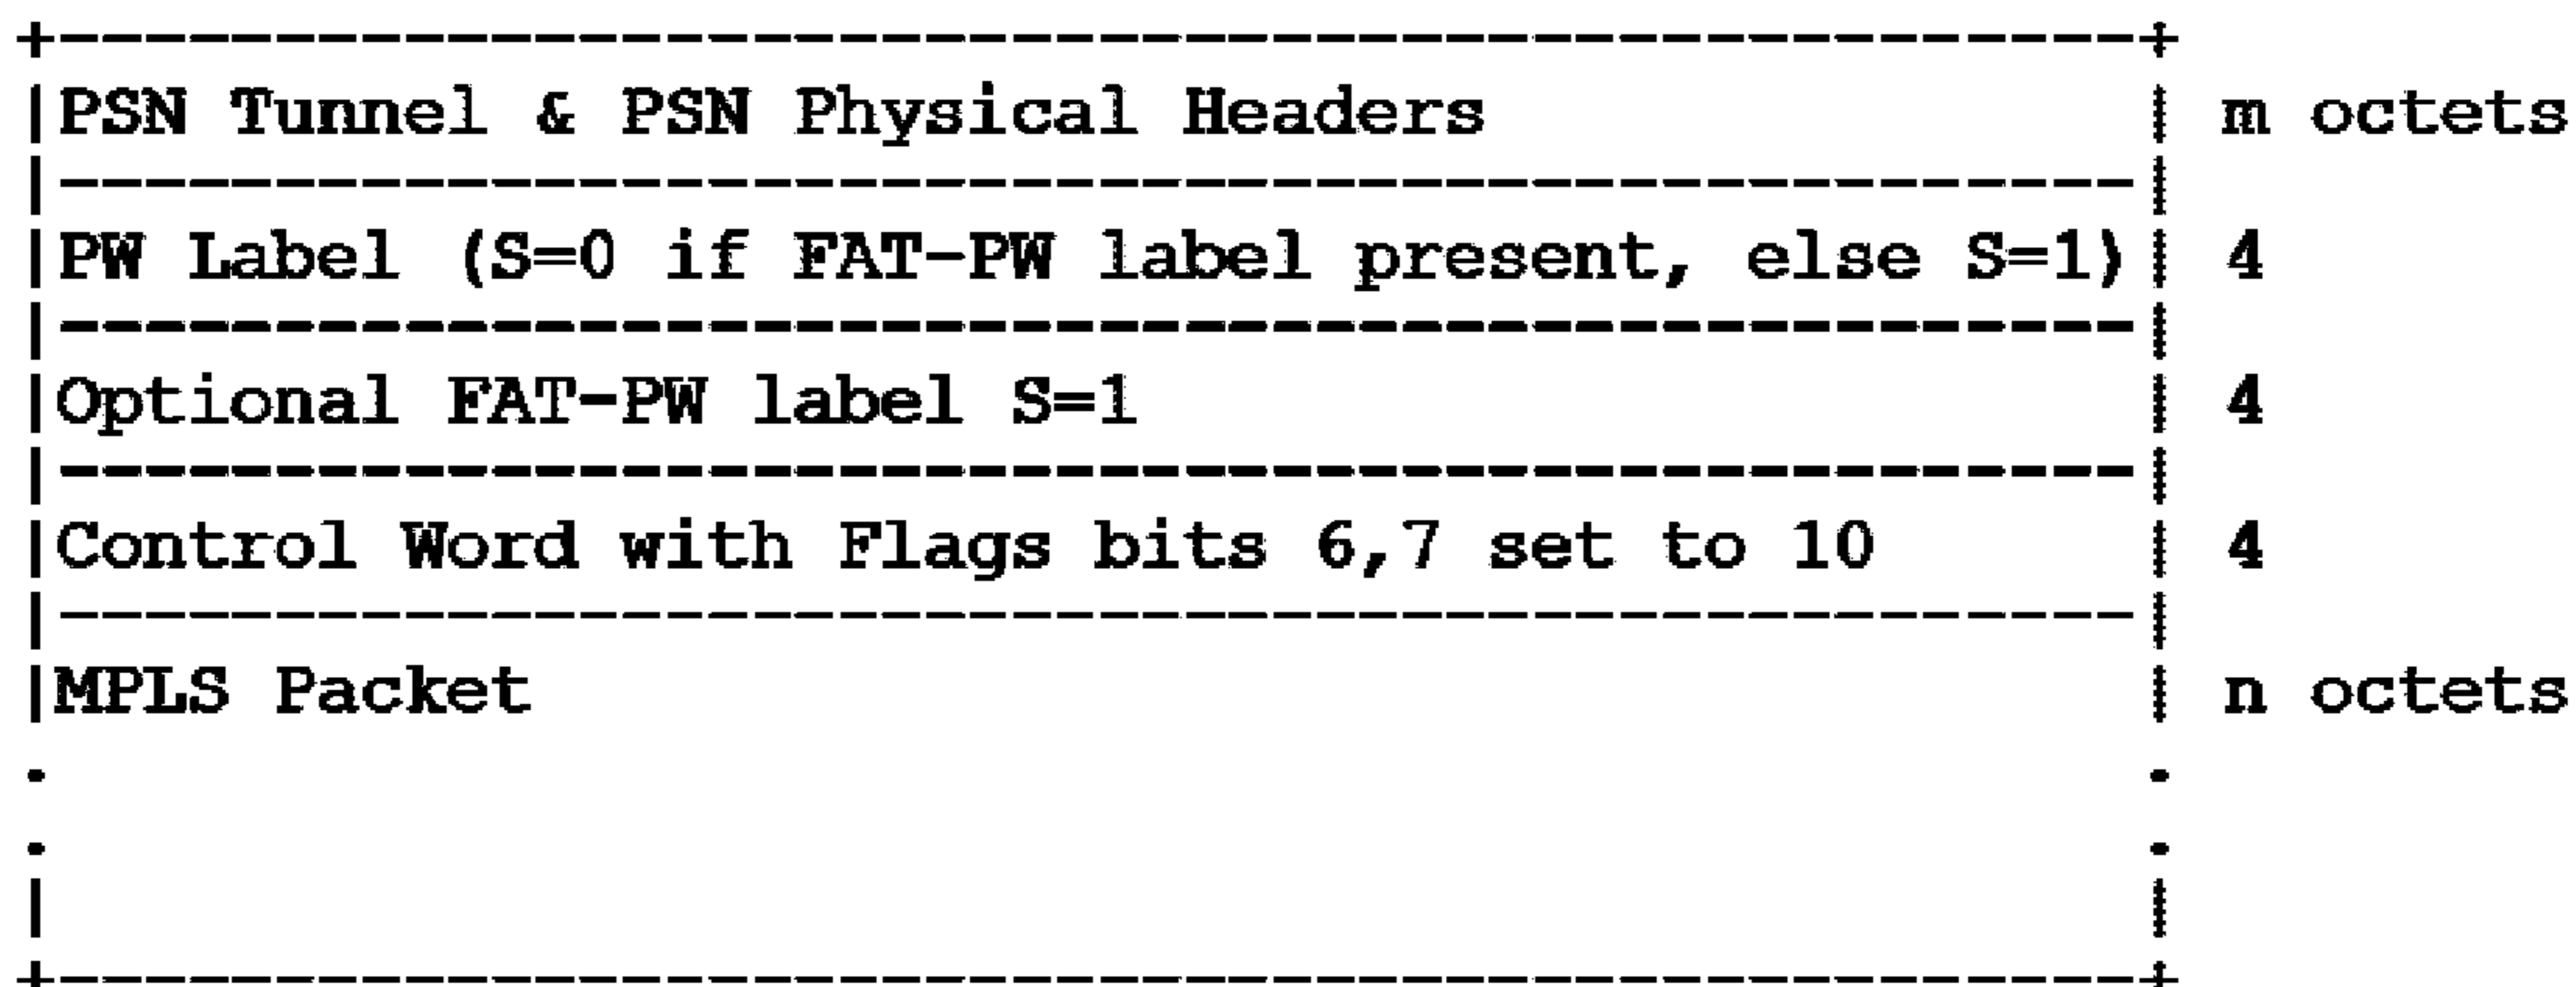 +-------------------------------------------------+
|PSN Tunnel & PSN Physical Headers                | m octets
|-------------------------------------------------|
|PW Label (S=0 if FAT-PW label present, else S=1) | 4
|-------------------------------------------------|
|Optional FAT-PW label S=1                        | 4
|-------------------------------------------------|
|Control Word with Flags bits 6,7 set to 10       | 4
|-------------------------------------------------|
|MPLS Packet                                      | n octets
.                                                 .
.                                                 .
|                                                 |
+-------------------------------------------------+